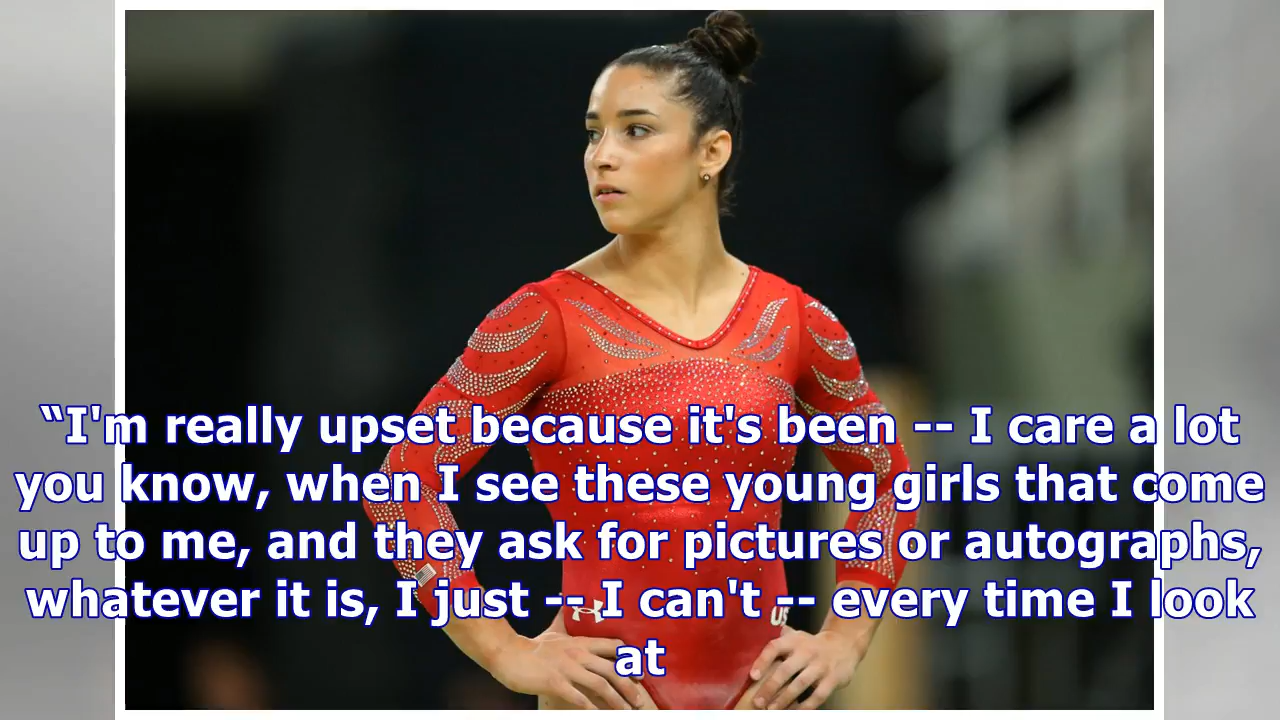 “I'm really upset because it's been -- I care a lot
you know, when I see these young girls that come
up to me, and they ask for pictures or autographs,
whatever it is, I just -- I can't -- every time I look
at
US